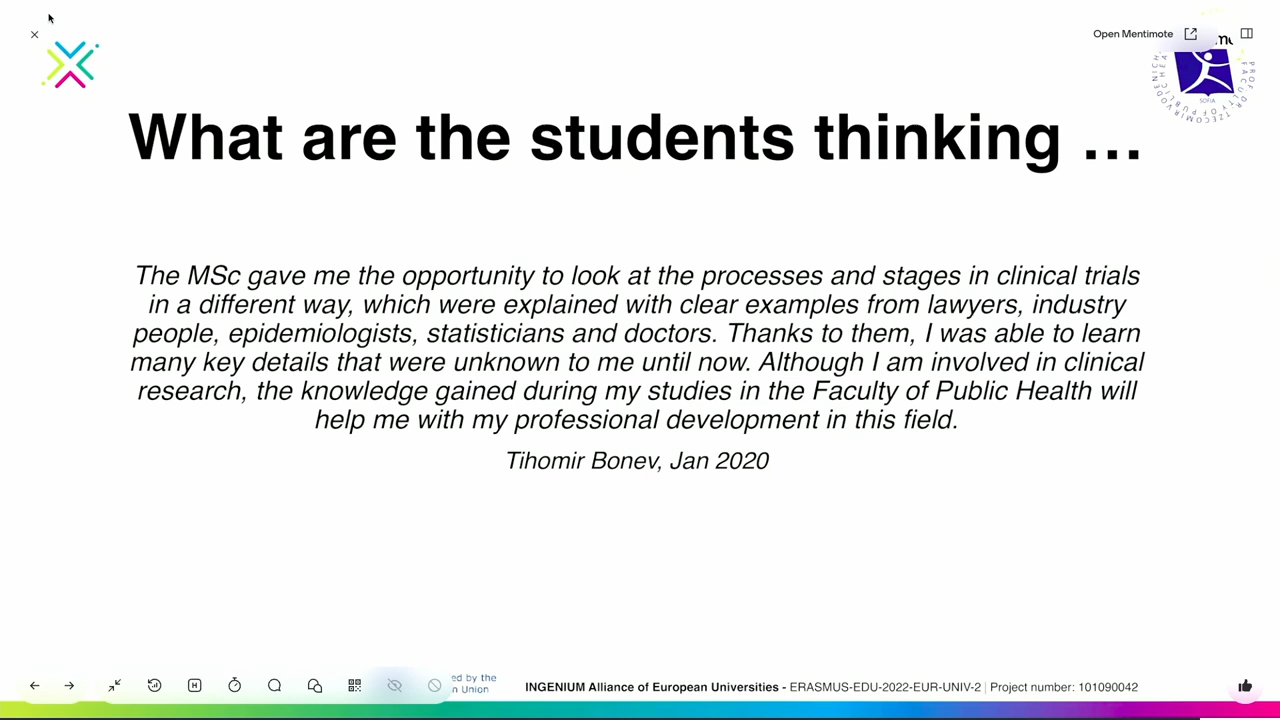 Open Mentimote
What are the students thinking …
The MSc gave me the opportunity to look at the processes and stages in clinical trials
in a different way, which were explained with clear examples from lawyers, industry
people, epidemiologists, statisticians and doctors. Thanks to them, I was able to learn
many key details that were unknown to me until now. Although I am involved in clinical
research, the knowledge gained during my studies in the Faculty of Public Health will
help me with my professional development in this field.
Tihomir Bonev, Jan 2020
by the
Union
INGENIUM Alliance of European Universities - ERASMUS-EDU-2022-EUR-UNIV-2 | Project number: 101090042
SOFIA
H